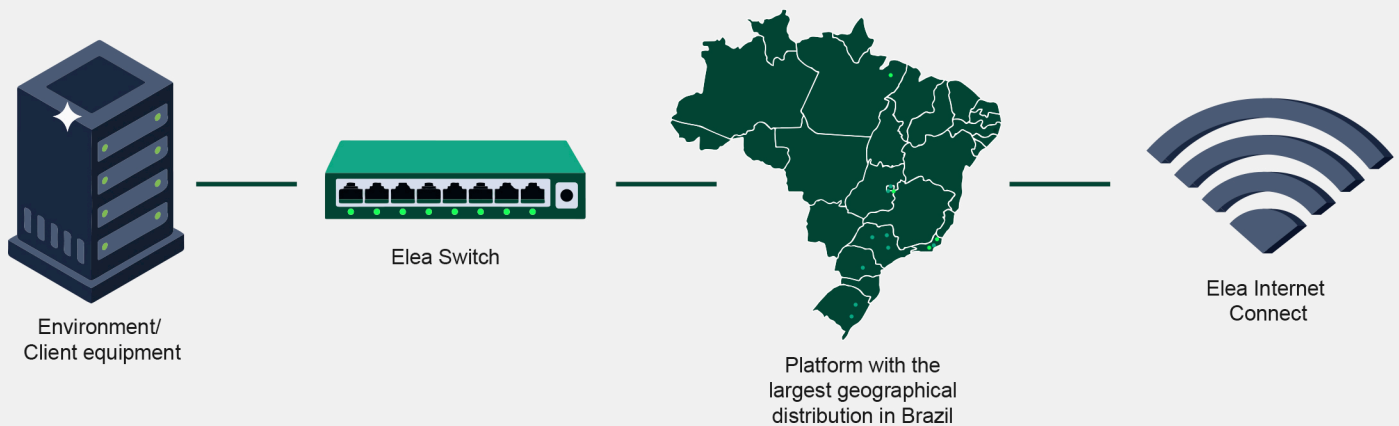 Environment/
Client equipment
Elea Switch
Platform with the
largest geographical
distribution in Brazil
Elea Internet
Connect